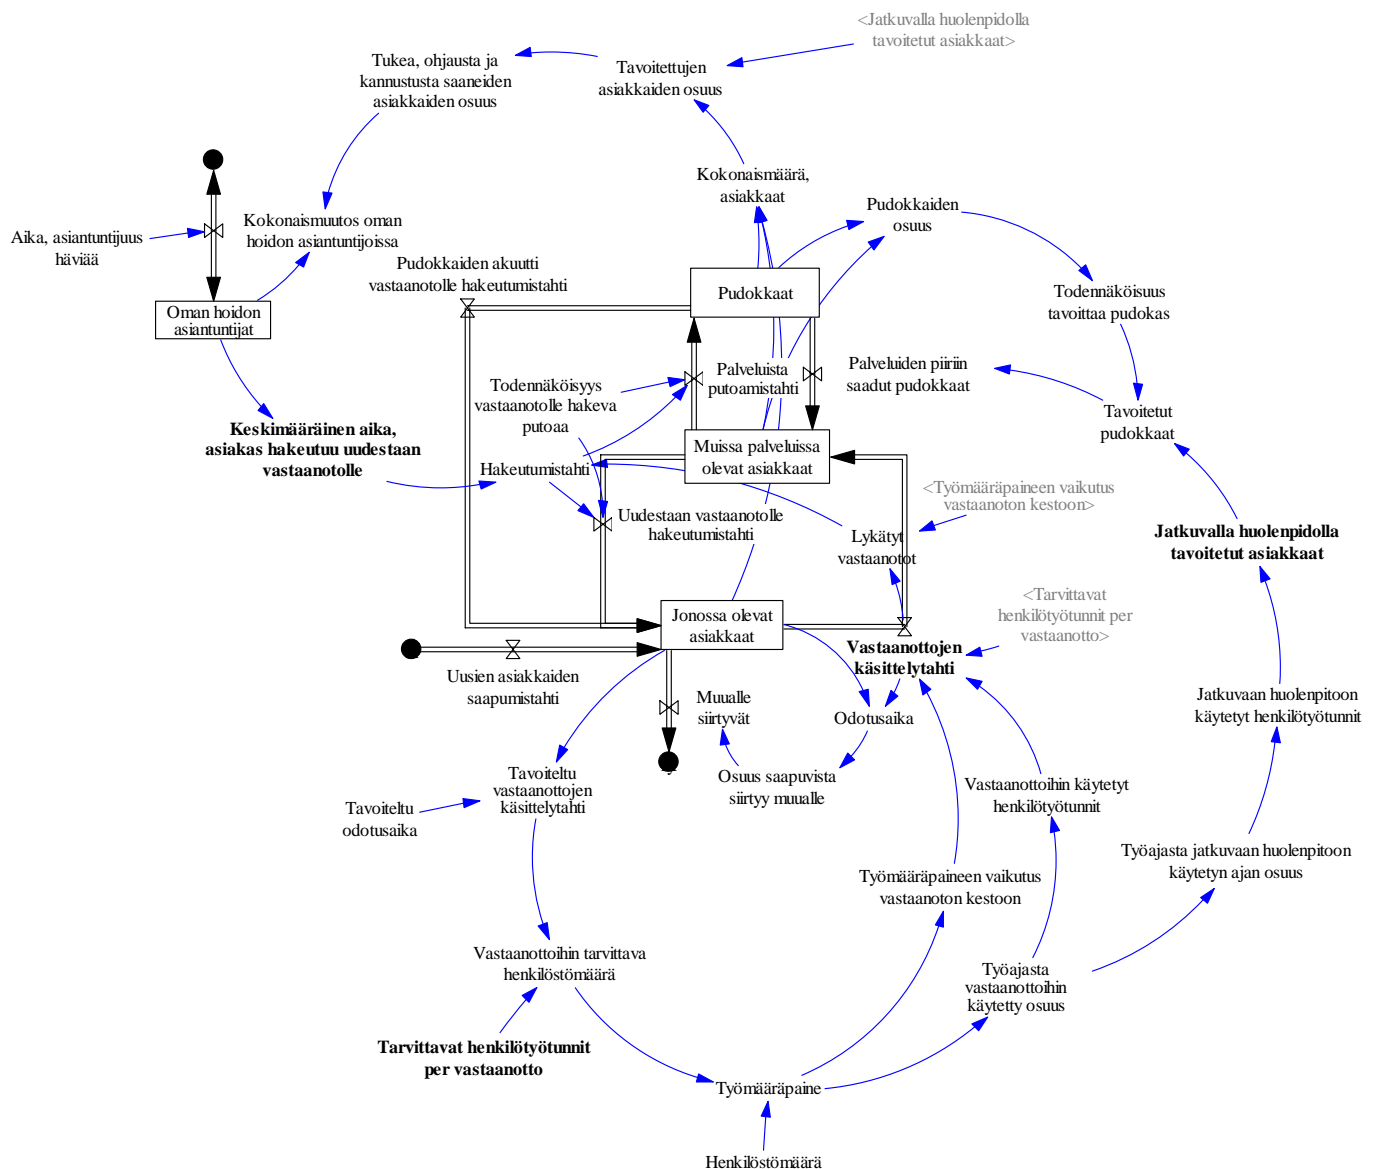 <Jatkuvalla huolenpidolla
tavoitetut asiakkaat>
Tukea, ohjausta ja
kannustusta saaneiden
asiakkaiden osuus
Tavoitettujen
asiakkaiden osuus
Kokonaismäärä,
asiakkaat
Pudokkaiden
osuus
Kokonaismuutos oman
hoidon asiantuntijoissa
Aika, asiantuntijuus
häviää
Pudokkaiden akuutti
vastaanotolle hakeutumistahti
Pudokkaat
Todennäköisuus
tavoittaa pudokas
Oman hoidon
asiantuntijat
Palveluista
putoamistahti
Palveluiden piiriin
saadut pudokkaat
Todennäköisyys
vastaanotolle hakeva
putoaa
Tavoitetut
pudokkaat
Keskimääräinen aika,
asiakas hakeutuu uudestaan
vastaanotolle
Muissa palveluissa
olevat asiakkaat
Hakeutumistahti
<Työmääräpaineen vaikutus
vastaanoton kestoon>
Uudestaan vastaanotolle
hakeutumistahti
Lykätyt
vastaanotot
Jatkuvalla huolenpidolla
tavoitetut asiakkaat
<Tarvittavat
henkilötyötunnit per
vastaanotto>
Jonossa olevat
asiakkaat
Vastaanottojen
käsittelytahti
Uusien asiakkaiden
saapumistahti
Muualle
siirtyvät
Odotusaika
Jatkuvaan huolenpitoon
käytetyt henkilötyötunnit
Tavoiteltu
vastaanottojen
käsittelytahti
Osuus saapuvista
siirtyy muualle
Vastaanottoihin käytetyt
henkilötyötunnit
Tavoiteltu
odotusaika
Työajasta jatkuvaan huolenpitoon
käytetyn ajan osuus
Työmääräpaineen vaikutus
vastaanoton kestoon
Vastaanottoihin tarvittava
henkilöstömäärä
Työajasta
vastaanottoihin
käytetty osuus
Tarvittavat henkilötyötunnit
per vastaanotto
Työmääräpaine
Henkilöstömäärä